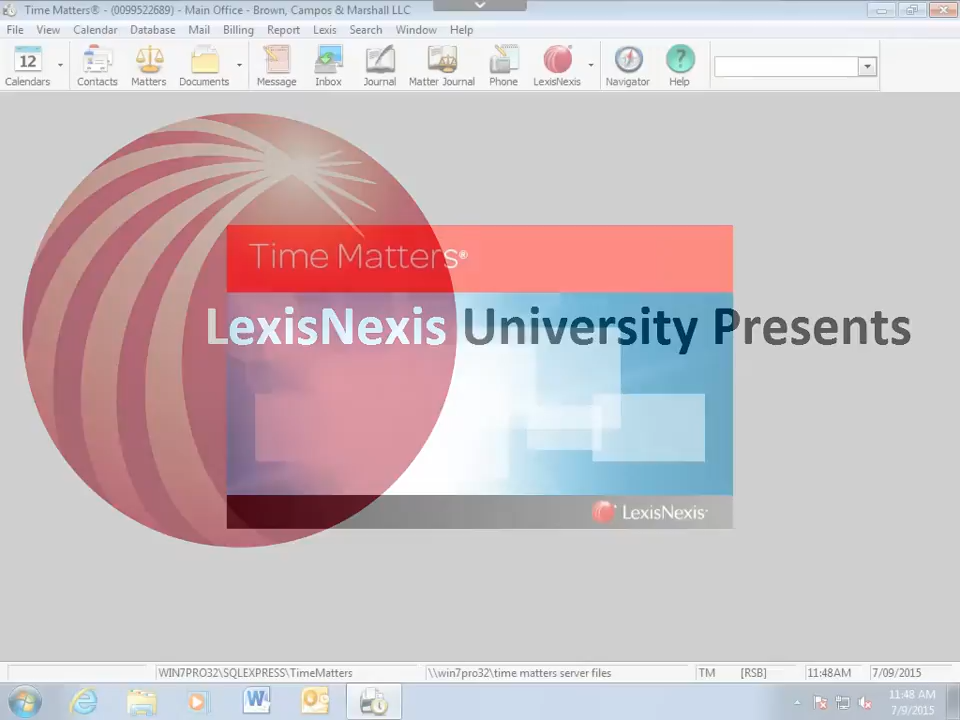 Time Matters® - (0099522689) - Main Office - Brown, Campos & Marshall LLC
File View Calendar Database Mail Billing Report Lexis Search Window Help
12
Calendars Contacts Matters Documents Message Inbox Journal Matter Journal Phone LexisNexis Navigator Help
Time Matters®
LexisNexis University Presents
LexisNexis·
WIN7PRO32\SQLEXPRESS\TimeMatters \\win7pro32\time matters server files TM [RSB] 11:48AM 7/09/2015
11:48 AM
7/9/2015